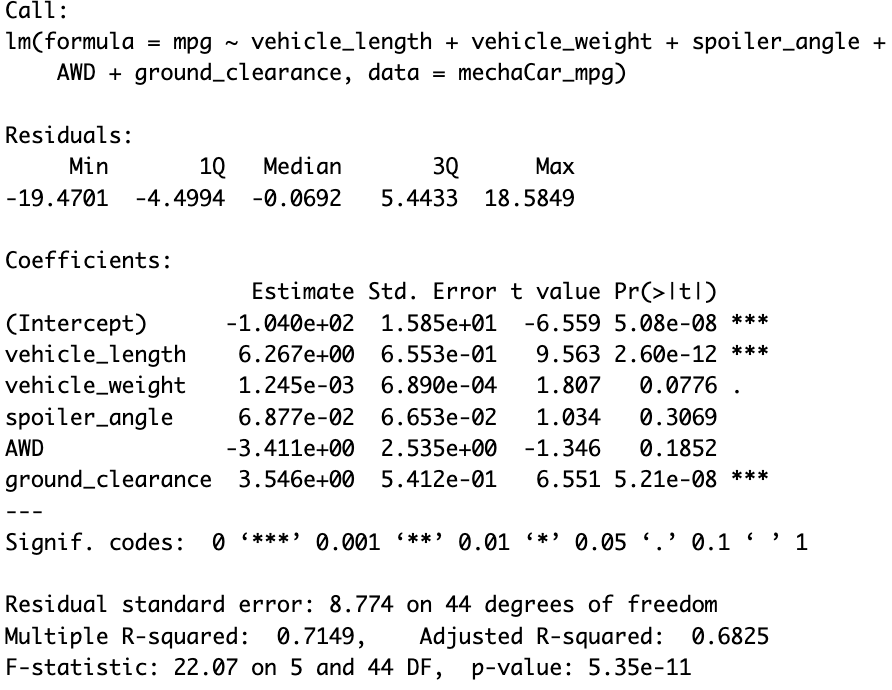 Call:
lm(formula = mpg ~ vehicle_length + vehicle_weight + spoiler_angle +
    AWD + ground_clearance, data = mechaCar_mpg)

Residuals:
     Min       1Q   Median       3Q      Max
-19.4701  -4.4994  -0.0692   5.4433  18.5849

Coefficients:
                   Estimate Std. Error t value Pr(>|t|)
(Intercept)      -1.040e+02  1.585e+01  -6.559 5.08e-08 ***
vehicle_length    6.267e+00  6.553e-01   9.563 2.60e-12 ***
vehicle_weight    1.245e-03  6.890e-04   1.807   0.0776 .
spoiler_angle     6.877e-02  6.653e-02   1.034   0.3069
AWD              -3.411e+00  2.535e+00  -1.346   0.1852
ground_clearance  3.546e+00  5.412e-01   6.551 5.21e-08 ***
---
Signif. codes:  0 ‘***’ 0.001 ‘**’ 0.01 ‘*’ 0.05 ‘.’ 0.1 ‘ ’ 1

Residual standard error: 8.774 on 44 degrees of freedom
Multiple R-squared:  0.7149,    Adjusted R-squared:  0.6825
F-statistic: 22.07 on 5 and 44 DF,  p-value: 5.35e-11